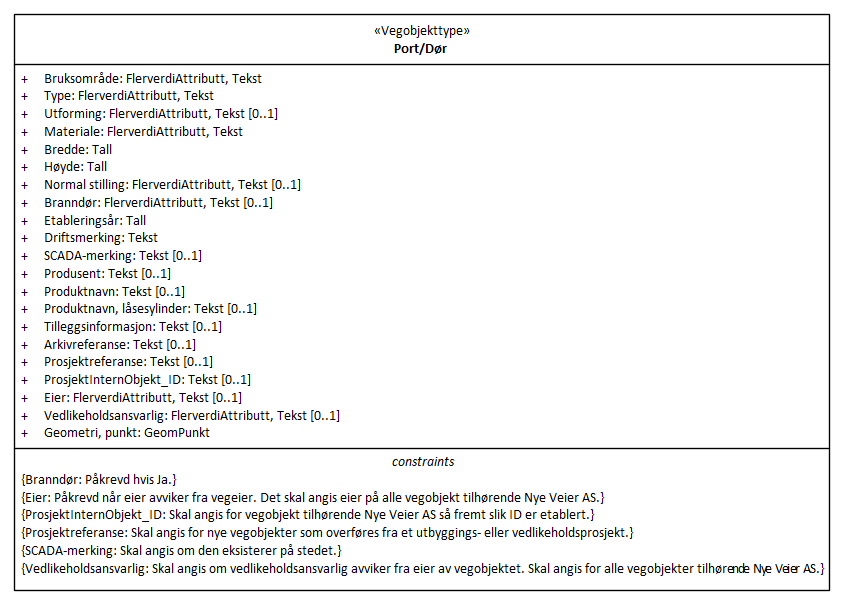 «Vegobjekttype»
Port/Dør
+ Bruksområde: FlerverdiAttributt, Tekst
+ Type: FlerverdiAttributt, Tekst
+ Utforming: FlerverdiAttributt, Tekst [0..1]
+ Materiale: FlerverdiAttributt, Tekst
+ Bredde: Tall
+ Høyde: Tall
+ Normal stilling: FlerverdiAttributt, Tekst [0..1]
+ Branndør: FlerverdiAttributt, Tekst [0..1]
+ Etableringsår: Tall
+ Driftsmerking: Tekst
+ SCADA-merking: Tekst [0..1]
+ Produsent: Tekst [0..1]
+ Produktnavn: Tekst [0..1]
+ Produktnavn, låsesylinder: Tekst [0..1]
+ Tilleggsinformasjon: Tekst [0..1]
+ Arkivreferanse: Tekst [0..1]
+ Prosjektreferanse: Tekst [0..1]
+ ProsjektInternObjekt_ID: Tekst [0..1]
+ Eier: FlerverdiAttributt, Tekst [0..1]
+ Vedlikeholdsansvarlig: FlerverdiAttributt, Tekst [0..1]
+ Geometri, punkt: GeomPunkt
constraints
{Branndør: Påkrevd hvis Ja.}
{Eier: Påkrevd når eier avviker fra vegeier. Det skal angis eier på alle vegobjekt tilhørende Nye Veier AS.}
{ProsjektInternObjekt_ID: Skal angis for vegobjekt tilhørende Nye Veier AS så fremt slik ID er etablert.}
{Prosjektreferanse: Skal angis for nye vegobjekter som overføres fra et utbyggings- eller vedlikeholdsprosjekt.}
{SCADA-merking: Skal angis om den eksisterer på stedet.}
{Vedlikeholdsansvarlig: Skal angis om vedlikeholdsansvarlig avviker fra eier av vegobjektet. Skal angis for alle vegobjekter tilhørende Nye Veier AS.}